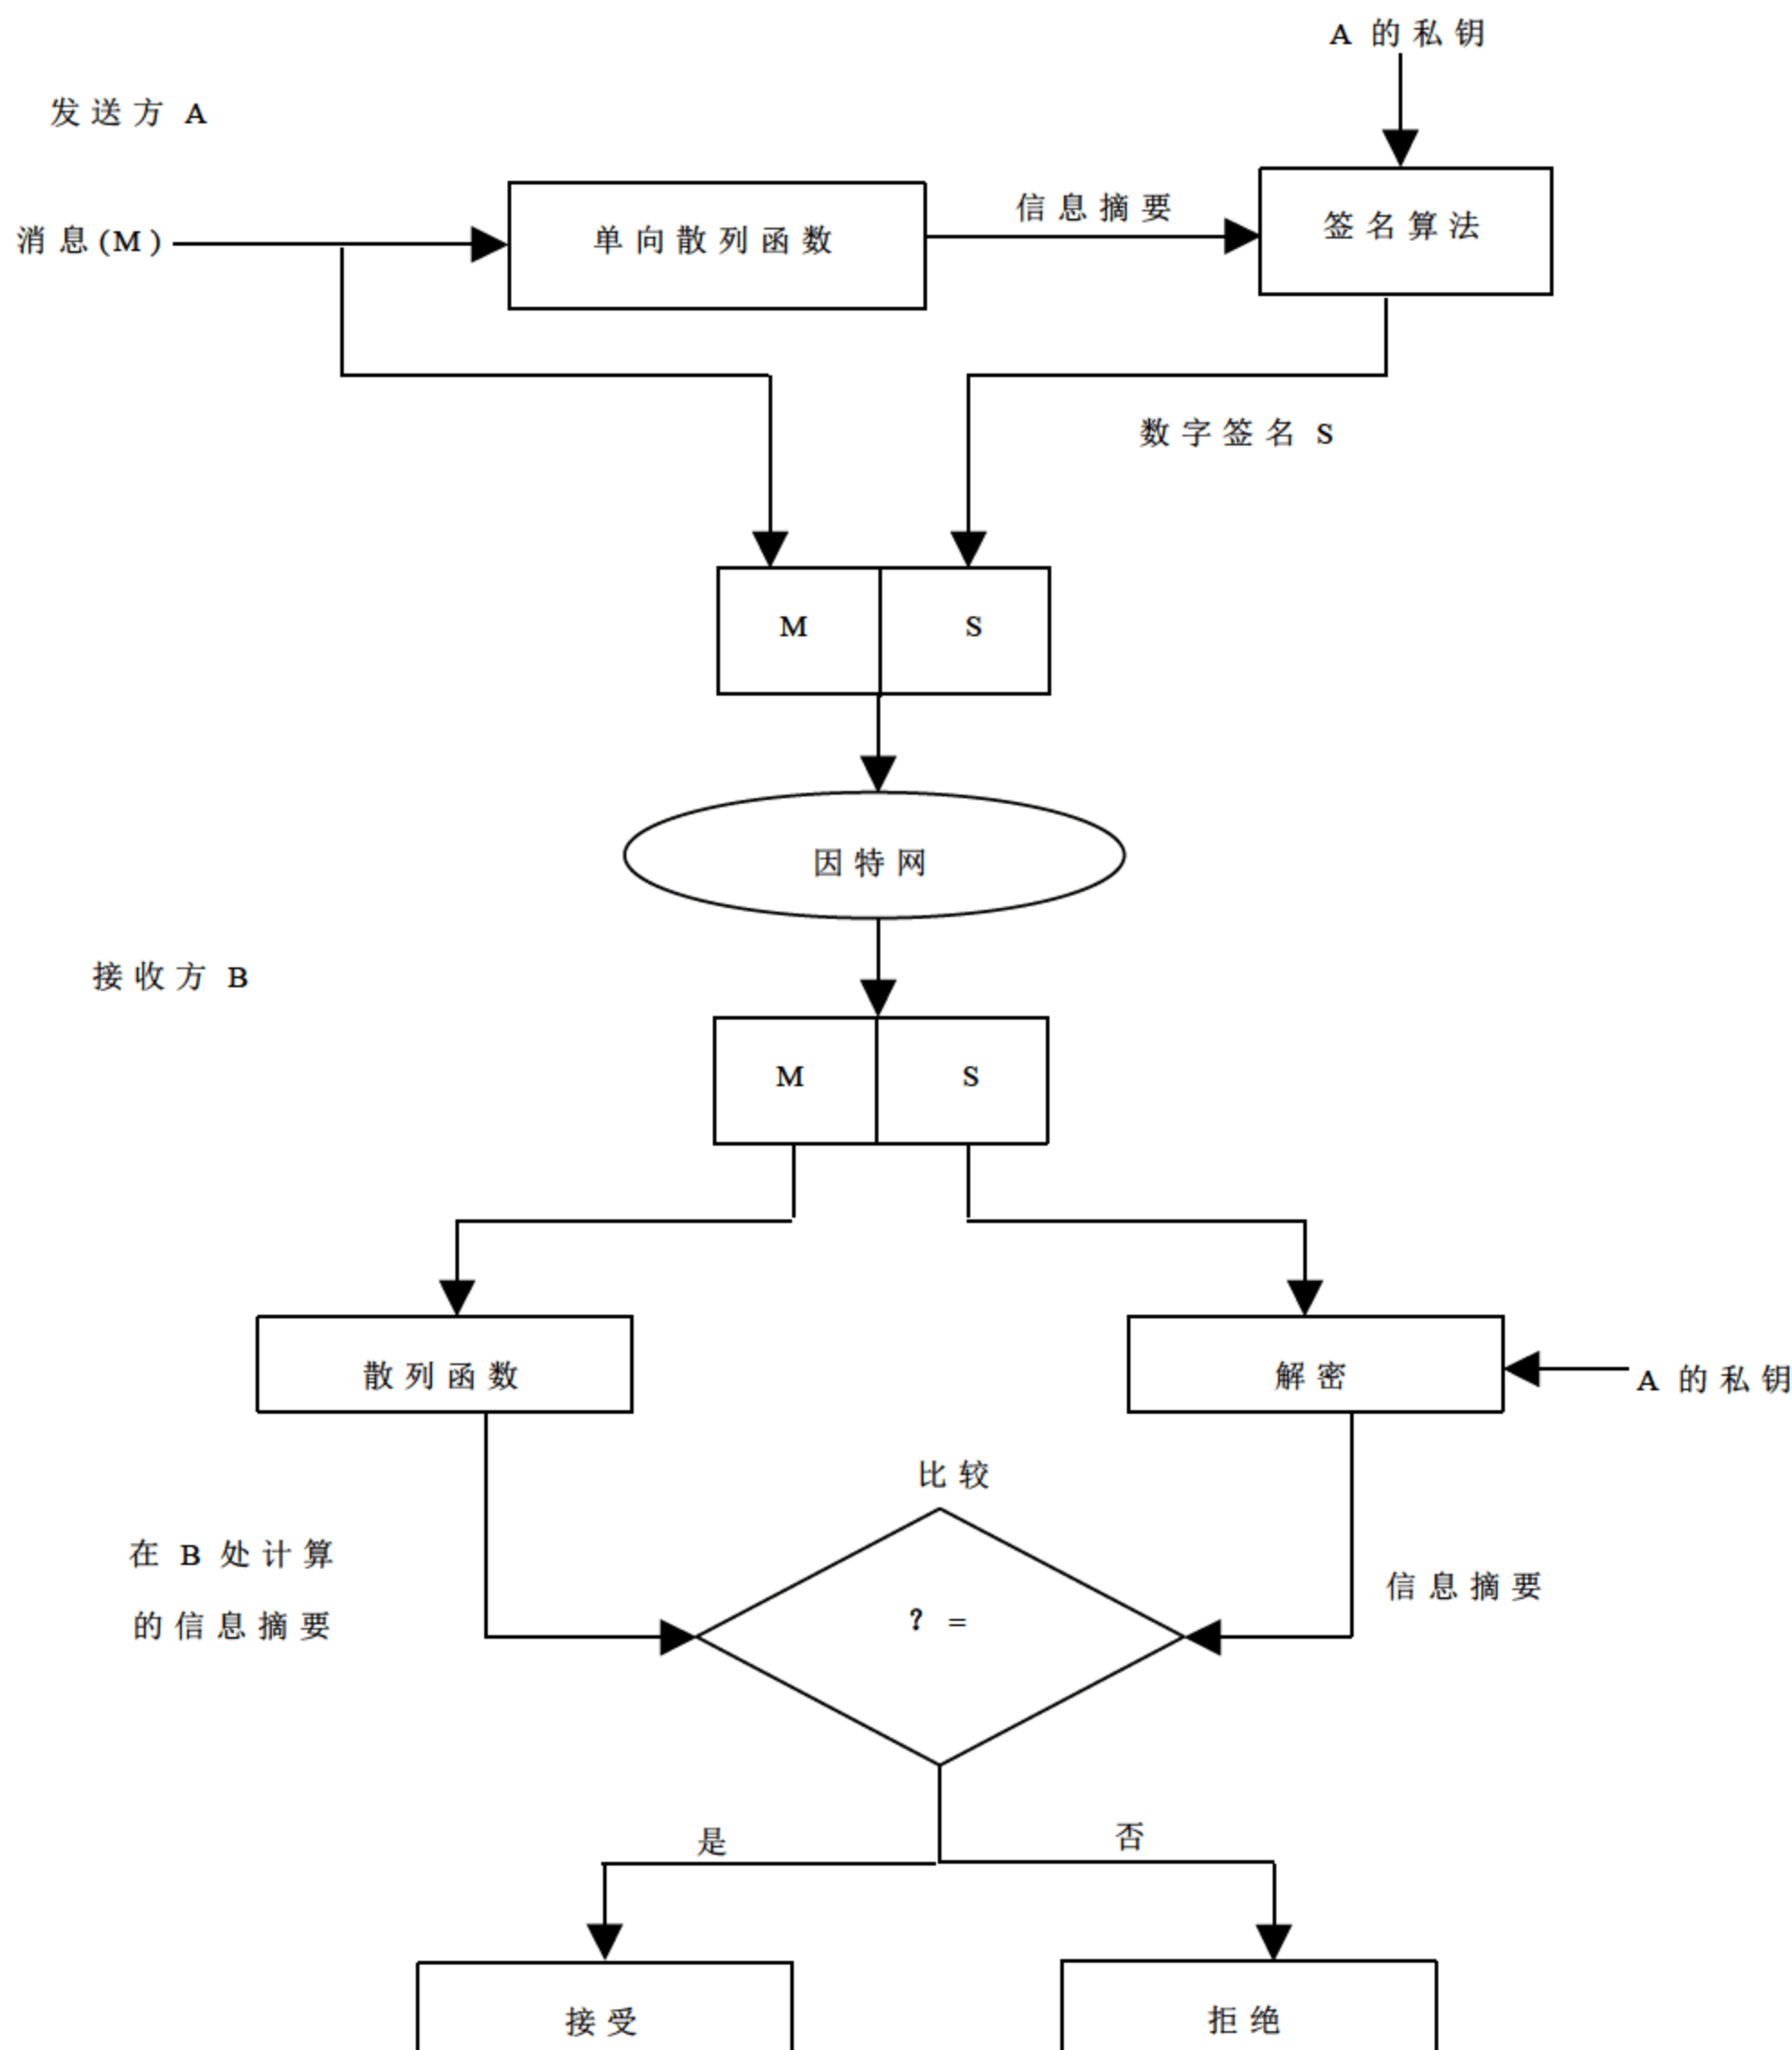 A 的私钥
发送方 A
消息(M)
单向散列函数
信息摘要
签名算法
数字签名 S
M
S
因特网
接收方 B
M
S
散列函数
解密
A 的私钥
比较
在 B 处计算
的信息摘要
? =
信息摘要
是
否
接受
拒绝